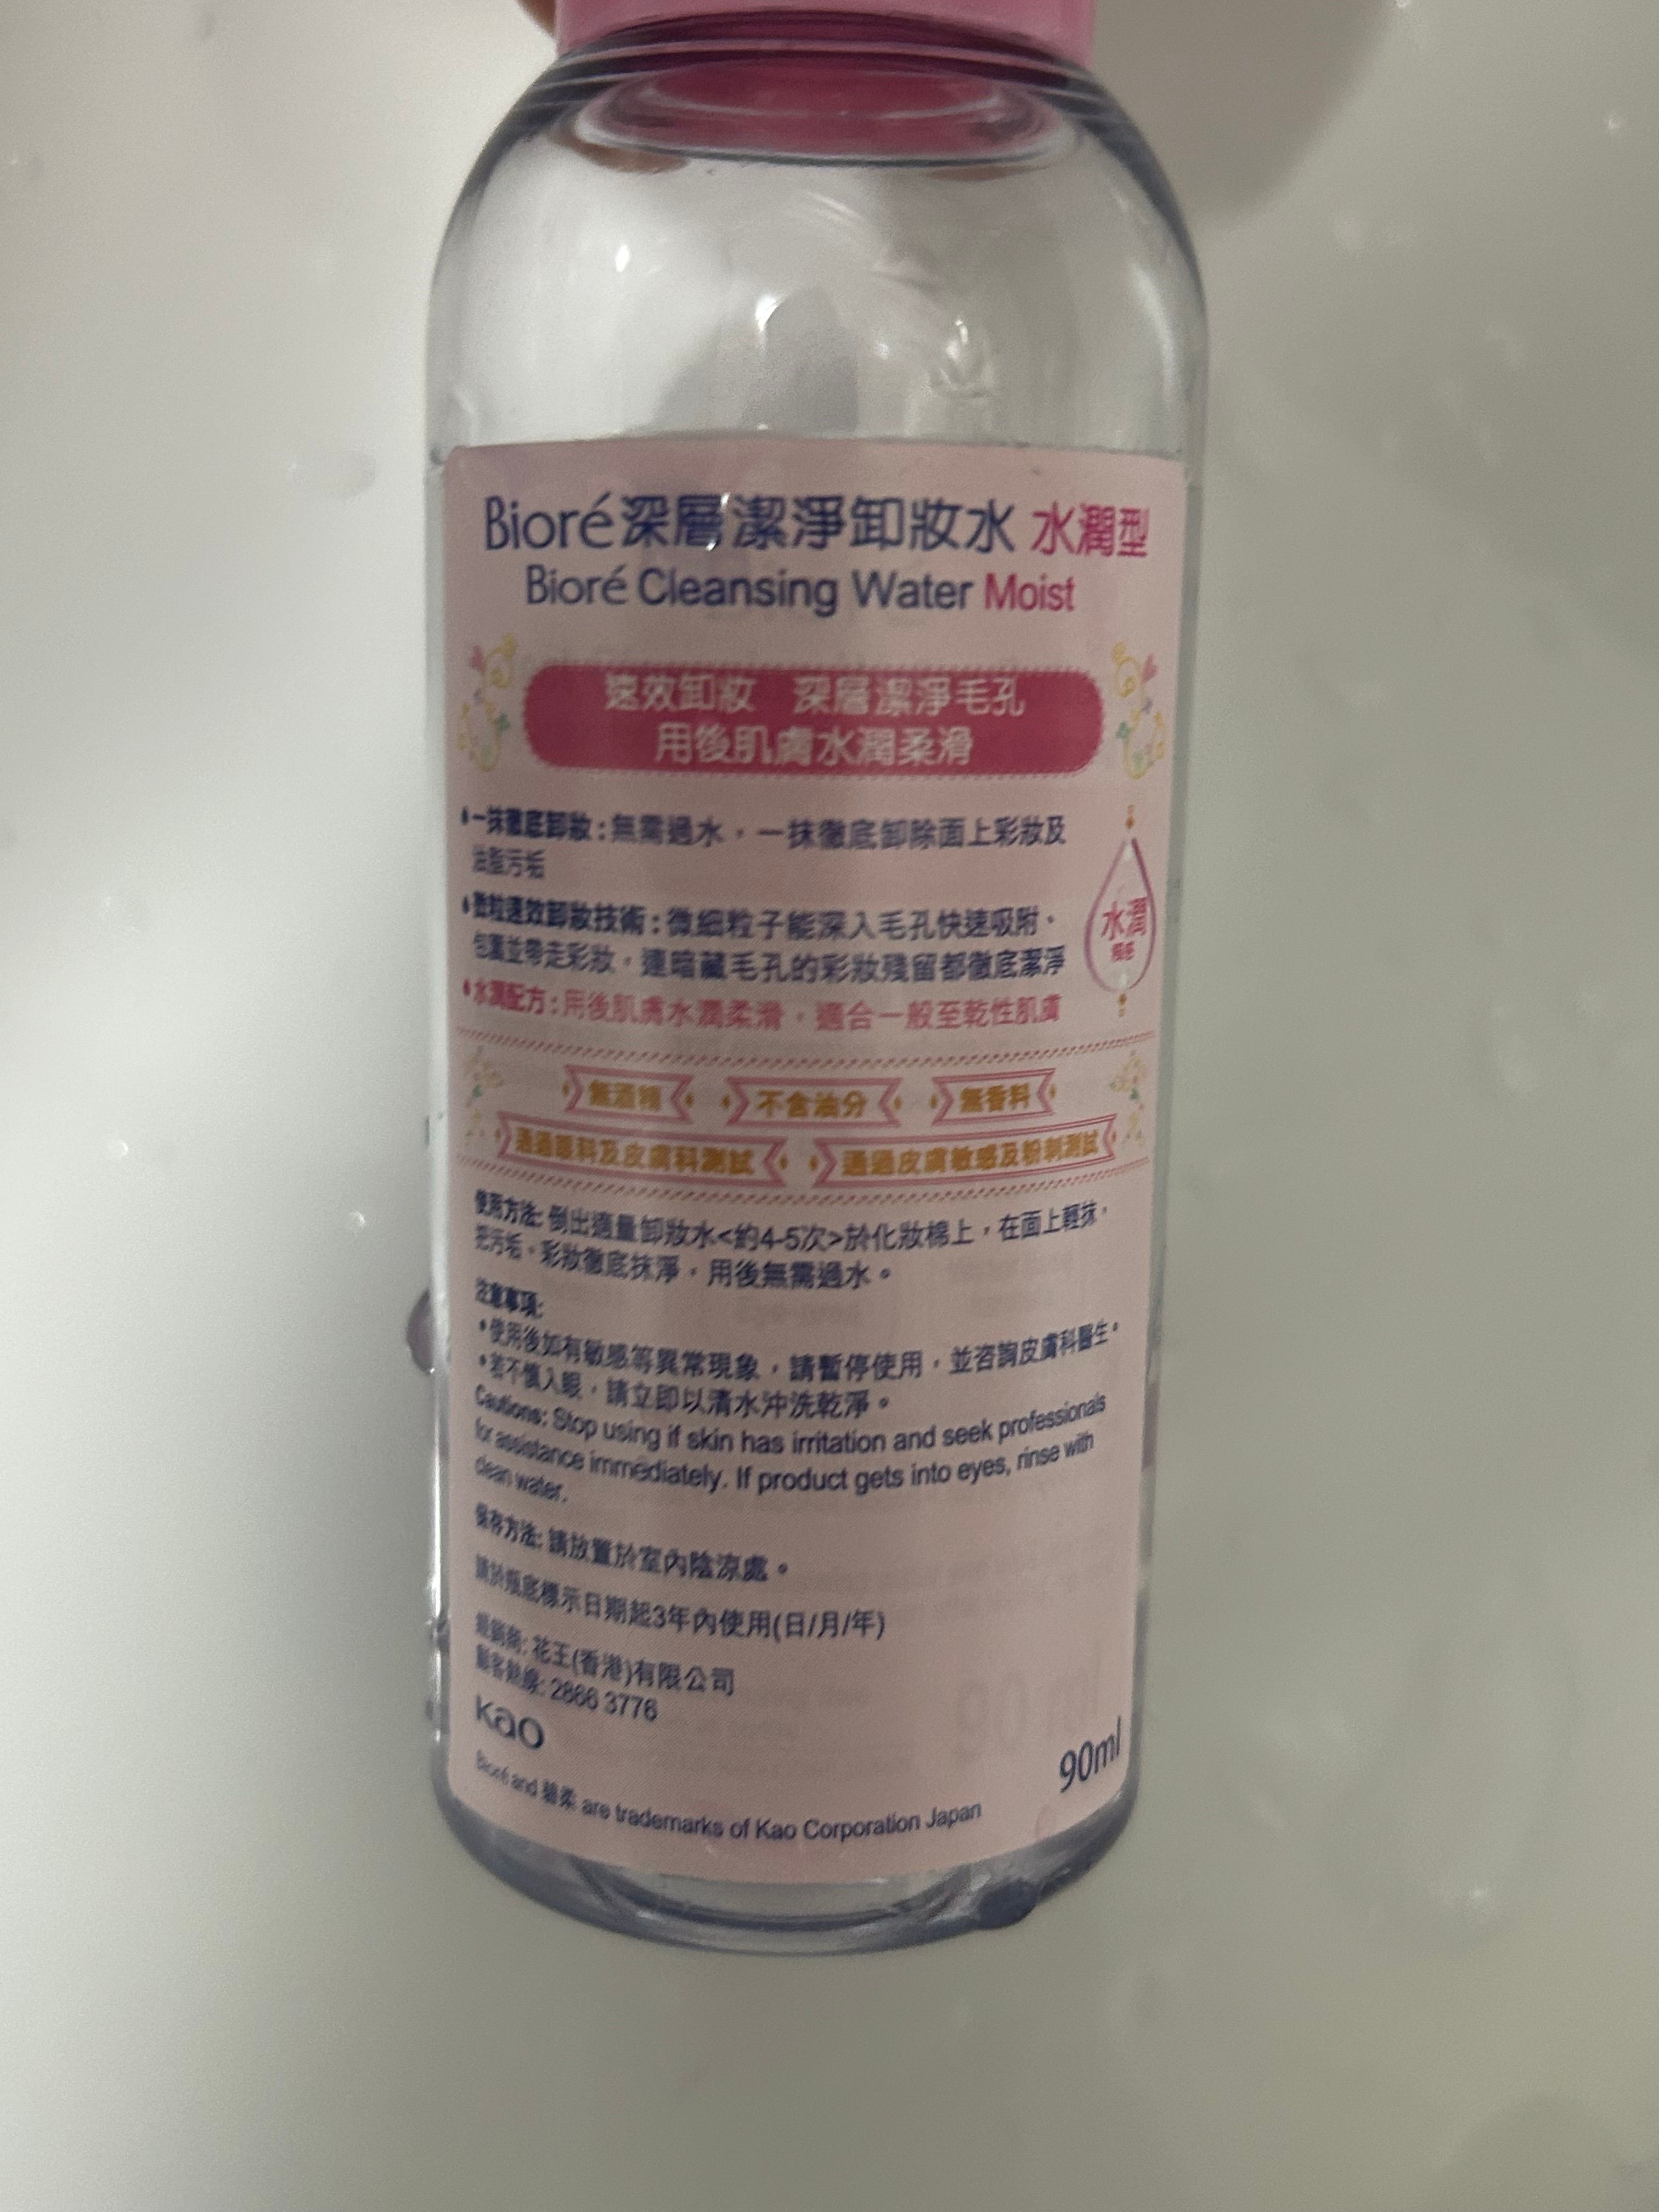 Bioré深層潔淨卸妝水 水潤型
Bioré Cleansing Water Moist
速效卸妝 深層潔淨毛孔
用後肌膚水潤柔滑
•一抹徹底卸妝：無需過水，一抹徹底卸除面上彩妝及
油脂污垢
•微粒速效卸妝技術：微細粒子能深入毛孔快速吸附、
包圍並帶走彩妝，連暗藏毛孔的彩妝殘留都徹底潔淨
•水潤配方：用後肌膚水潤柔滑，適合一般至乾性肌膚
水潤
觸感
無酒精 不含油分 無香料
通過眼科及皮膚科測試 通過皮膚敏感及粉刺測試
使用方法: 倒出適量卸妝水<約4-5次>於化妝棉上，在面上輕抹，
把污垢、彩妝徹底抹淨，用後無需過水。
注意事項:
•使用後如有敏感等異常現象，請暫停使用，並咨詢皮膚科醫生。
•若不慎入眼，請立即以清水沖洗乾淨。
Cautions: Stop using if skin has irritation and seek professionals
for assistance immediately. If product gets into eyes, rinse with
clean water.
保存方法: 請放置於室內陰涼處。
請於瓶底標示日期起3年內使用(日/月/年)
經銷商: 花王(香港)有限公司
顧客熱線: 2866 3776
Kao
90ml
Bioré and 碧柔 are trademarks of Kao Corporation Japan